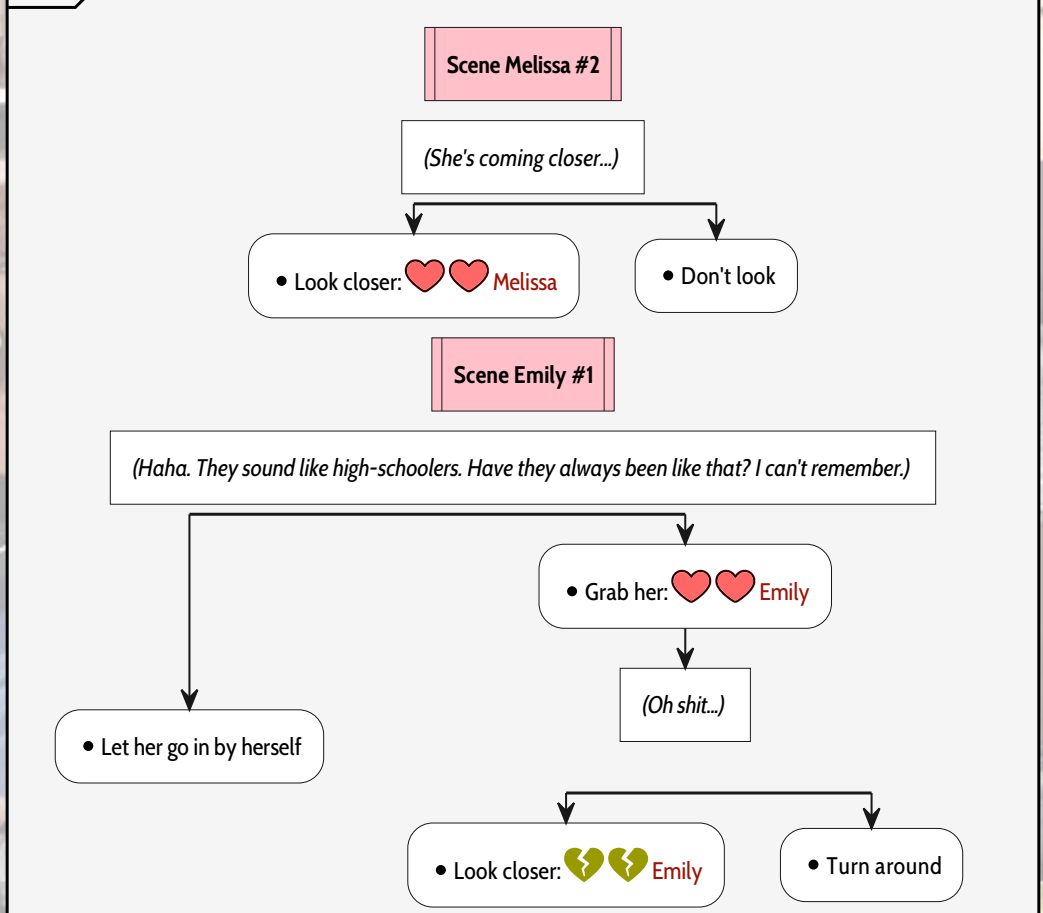 Scene Melissa #2
(She's coming closer...)
• Look closer: Melissa
• Don't look
Scene Emily #1
(Haha. They sound like high-schoolers. Have they always been like that? I can't remember.)
• Grab her: Emily
(Oh shit...)
• Let her go in by herself
• Look closer: Emily
• Turn around